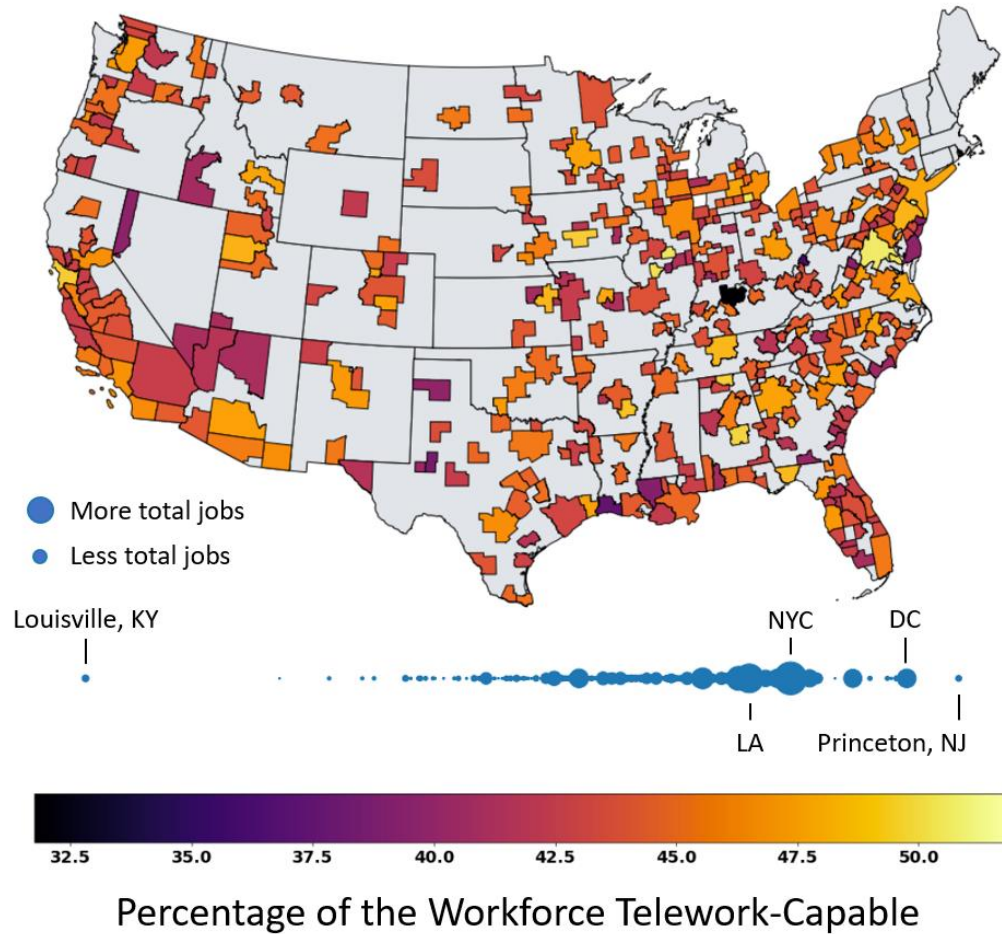 More total jobs
Less total jobs
Louisville, KY
NYC
DC
LA
Princeton, NJ
32.5 35.0 37.5 40.0 42.5 45.0 47.5 50.0
Percentage of the Workforce Telework-Capable